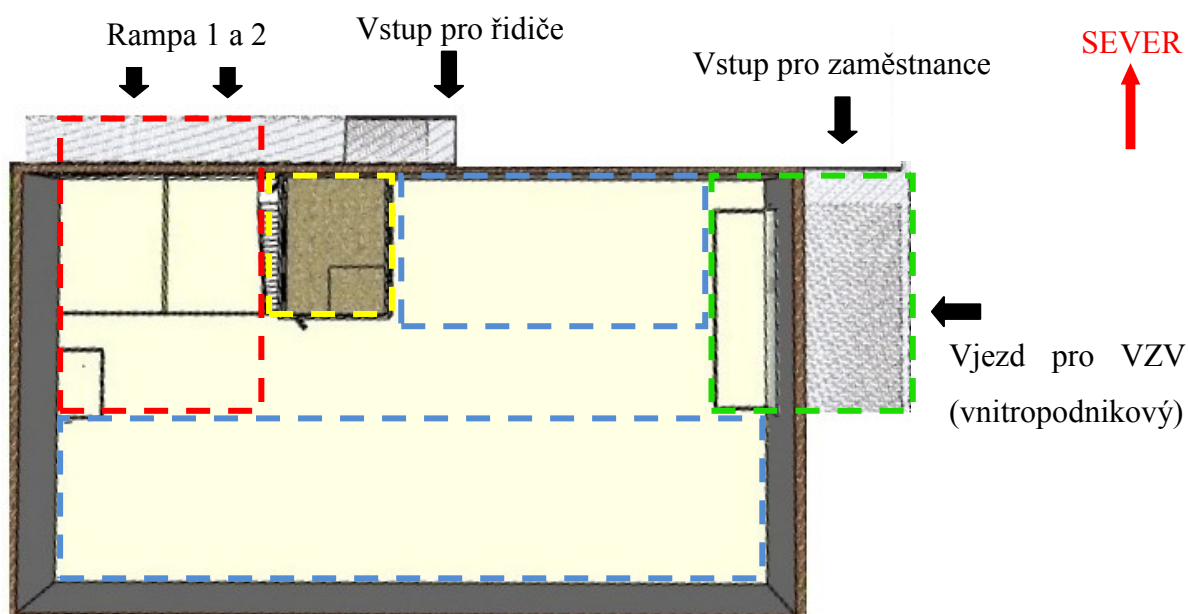 Rampa 1 a 2
Vstup pro řidiče
Vstup pro zaměstnance
SEVER
Vjezd pro VZV
(vnitropodnikový)